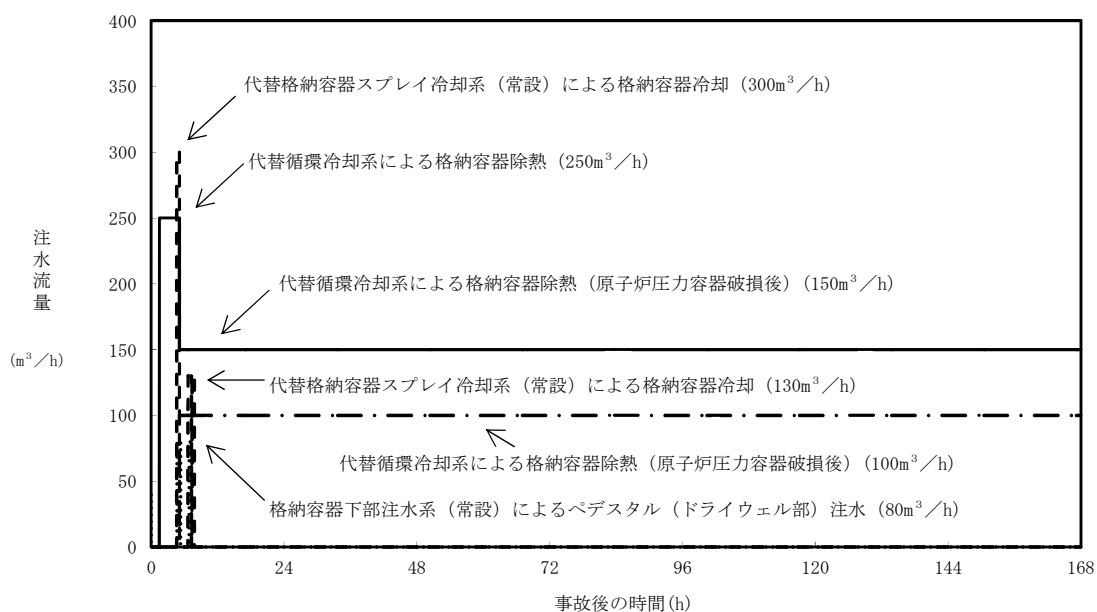 400
350
300
250
200
150
100
50
0
注水流量
(m³/h)
代替格納容器スプレイ冷却系（常設）による格納容器冷却（300m³/h）
代替循環冷却系による格納容器除熱（250m³/h）
代替循環冷却系による格納容器除熱（原子炉圧力容器破損後）（150m³/h）
代替格納容器スプレイ冷却系（常設）による格納容器冷却（130m³/h）
代替循環冷却系による格納容器除熱（原子炉圧力容器破損後）（100m³/h）
格納容器下部注水系（常設）によるペデスタル（ドライウェル部）注水（80m³/h）
0 24 48 72 96 120 144 168
事故後の時間(h)